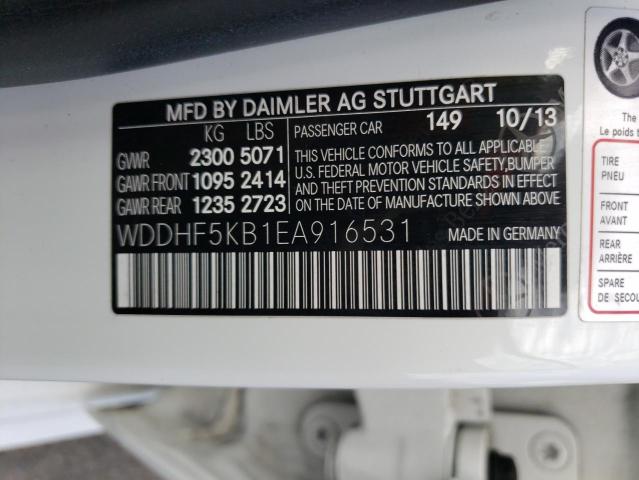 MFD BY DAIMLER AG STUTTGART
KG LBS
GVWR 2300 5071
GAWR FRONT 1095 2414
GAWR REAR 1235 2723
PASSENGER CAR 149 10/13
THIS VEHICLE CONFORMS TO ALL APPLICABLE
U.S. FEDERAL MOTOR VEHICLE SAFETY, BUMPER
AND THEFT PREVENTION STANDARDS IN EFFECT
ON THE DATE OF MANUFACTURE SHOWN ABOVE
WDDHF5KB1EA916531 MADE IN GERMANY
The
Le poids
TIRE
PNEU
FRONT
AVANT
REAR
ARRIÈRE
SPARE
DE SECOU